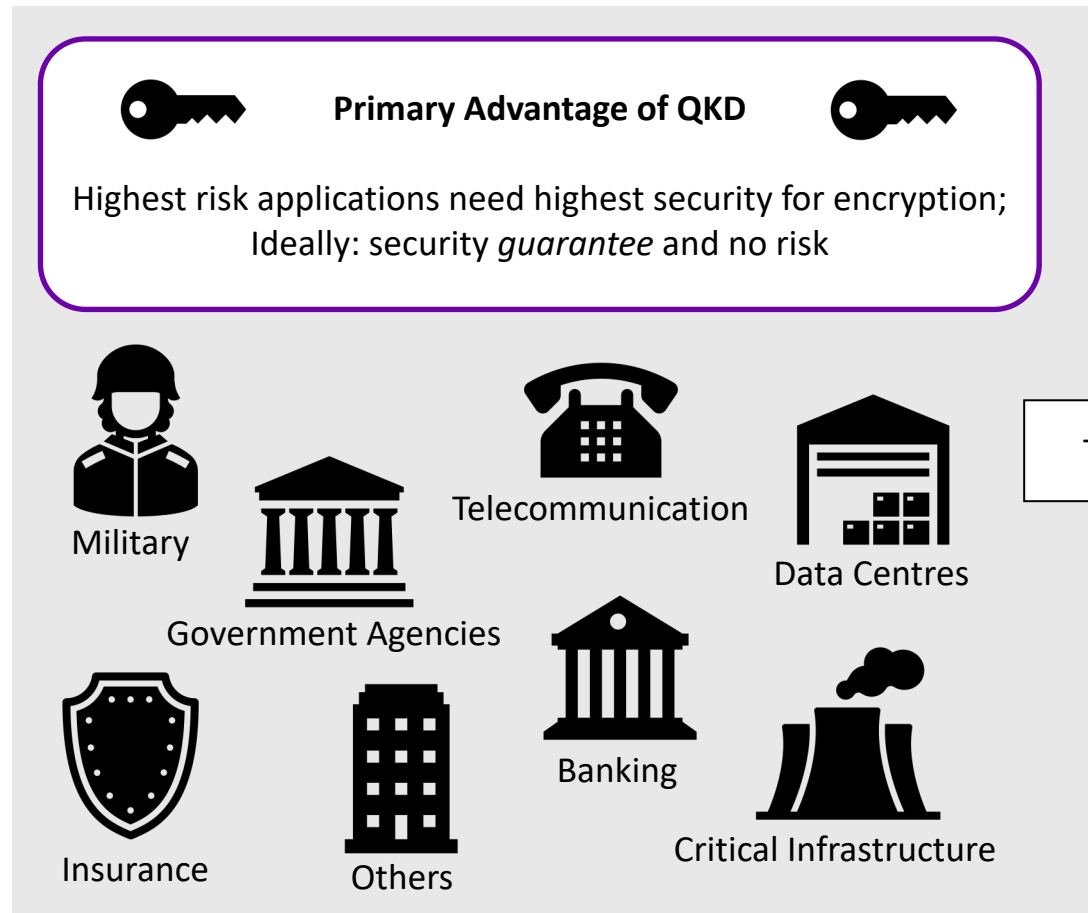 Primary Advantage of QKD
Highest risk applications need highest security for encryption;
Ideally: security guarantee and no risk
Military
Telecommunication
Data Centres
Government Agencies
Banking
Critical Infrastructure
Insurance
Others